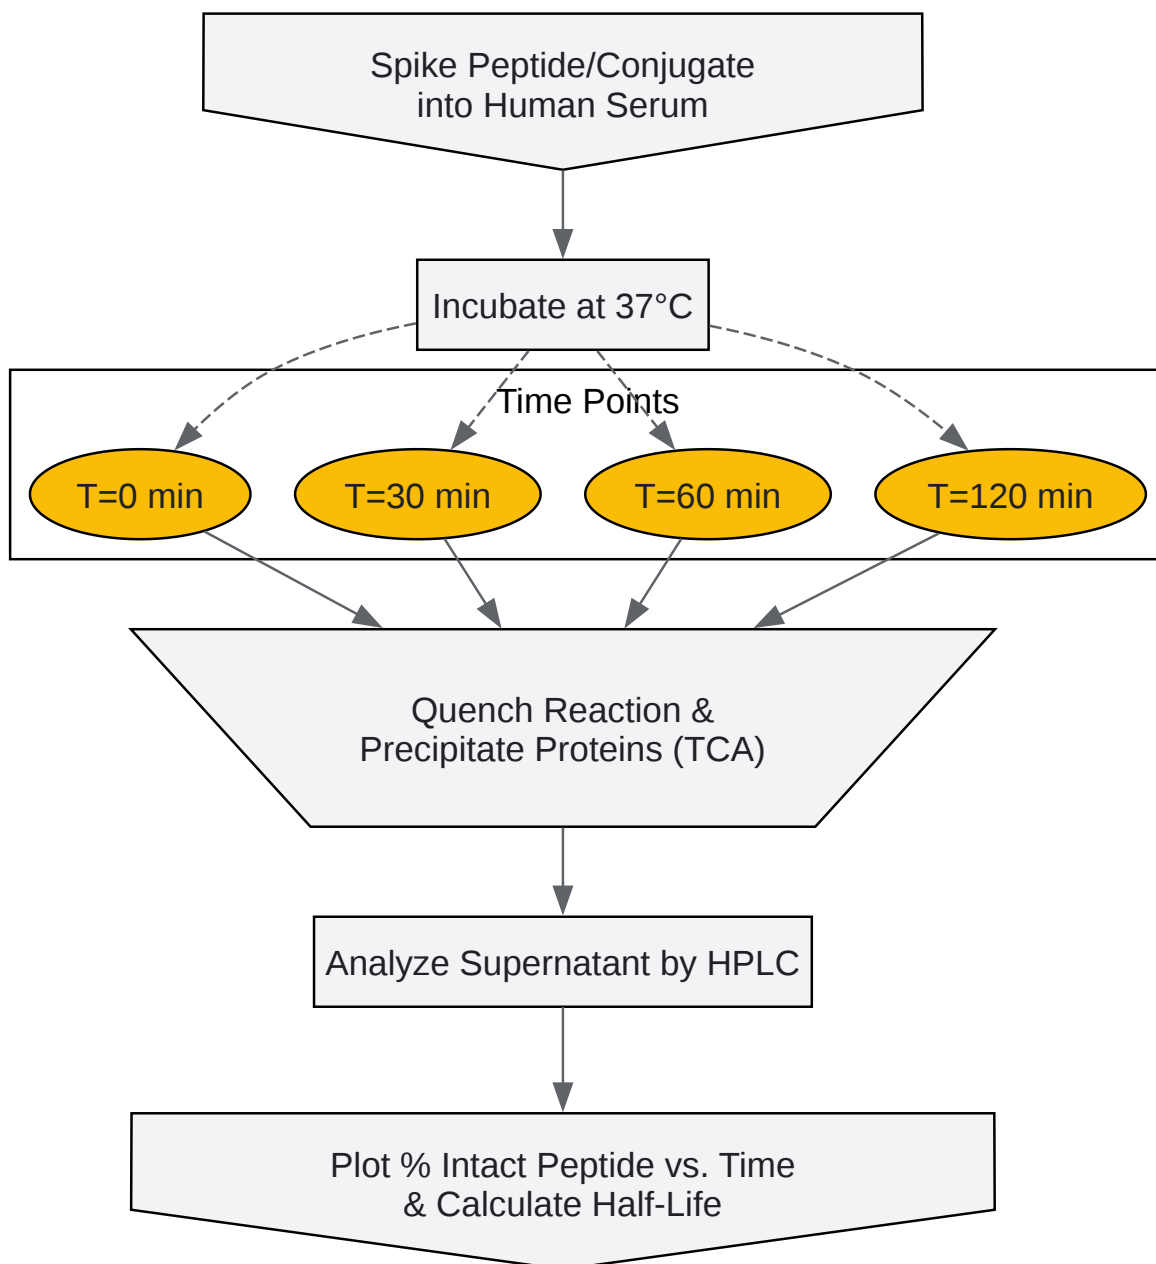 Spike Peptide/Conjugate
into Human Serum
Incubate at 37°C
Time Points
T=0 min
T=30 min
T=60 min
T=120 min
Quench Reaction &
Precipitate Proteins (TCA)
Analyze Supernatant by HPLC
Plot % Intact Peptide vs. Time
& Calculate Half-Life